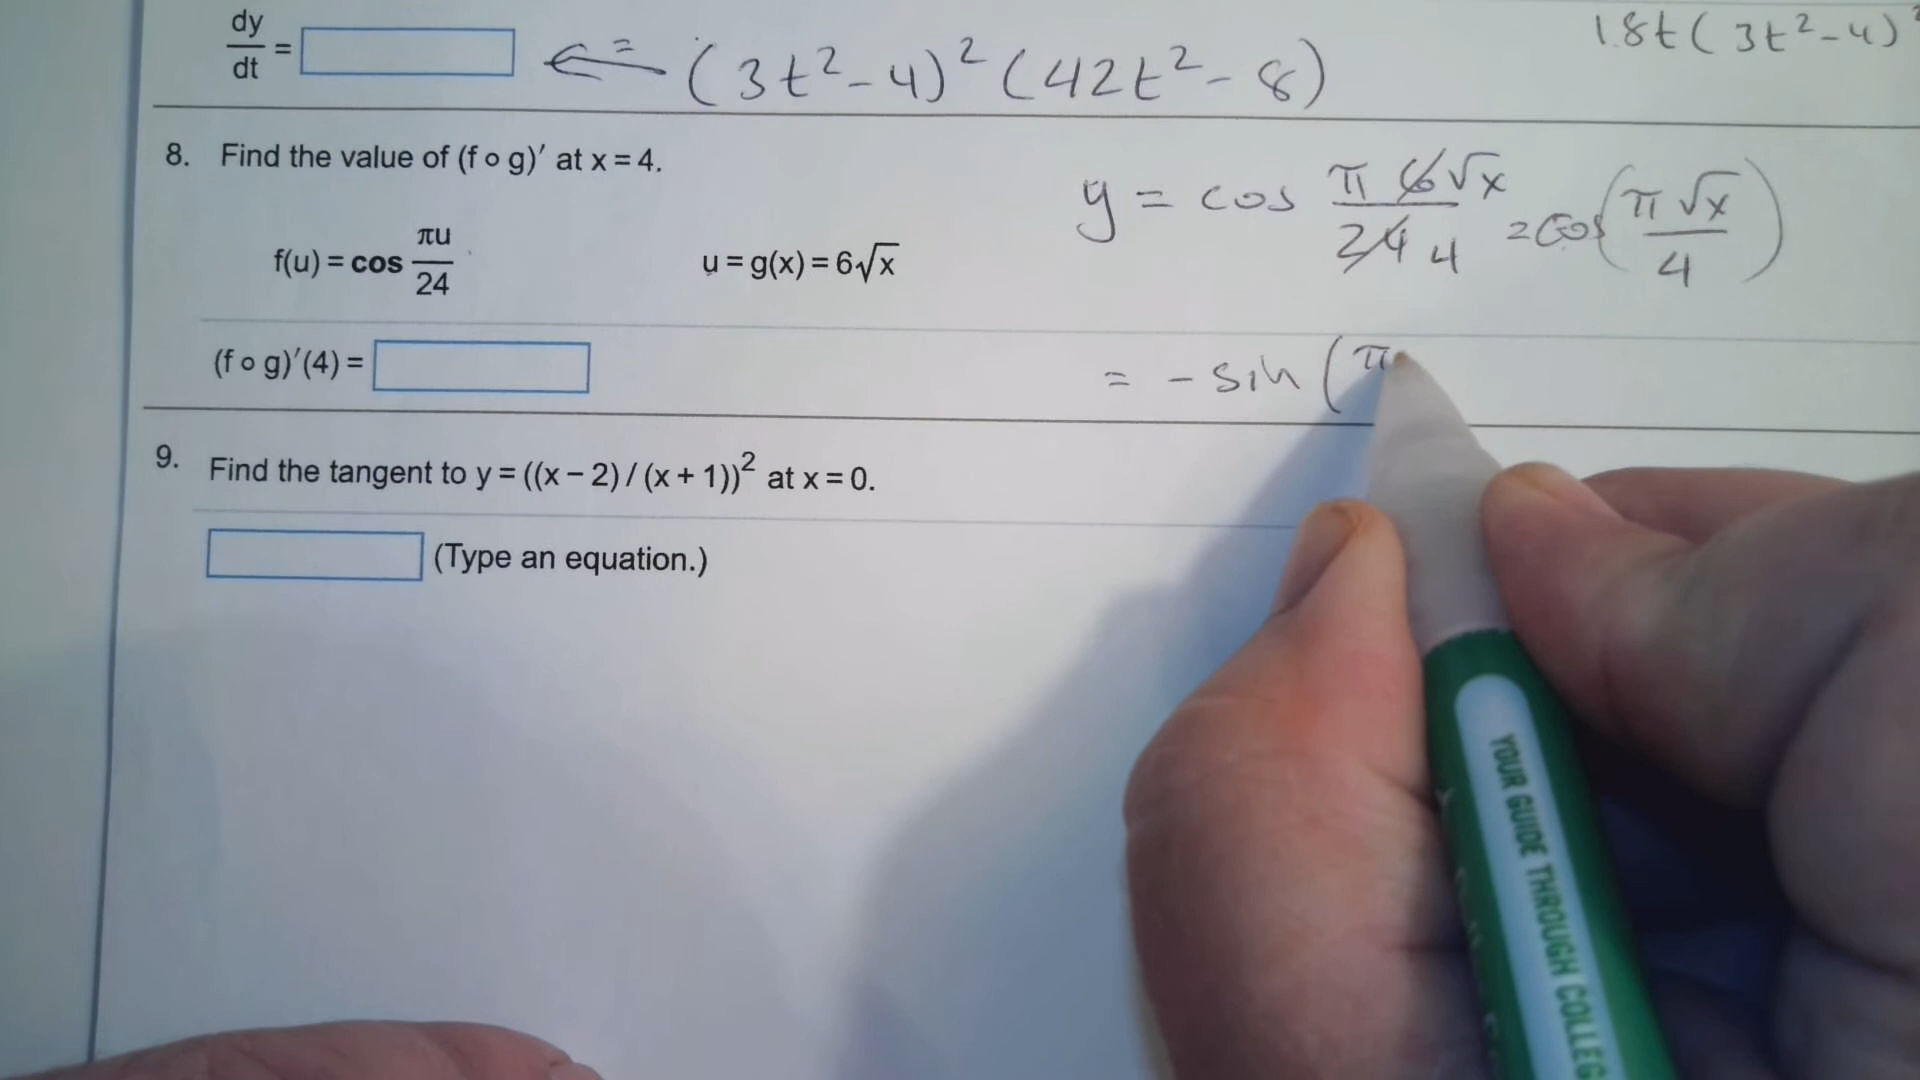 dy/dt = ⟸ (3t² - 4)² (42t² - 8)
18t(3t² - 4)²
8. Find the value of (f ∘ g)′ at x = 4.
f(u) = cos πu/24 u = g(x) = 6√x
y = cos π6√x/24 4 = cos(π√x/4)
(f ∘ g)′(4) =
= - sin (π
9. Find the tangent to y = ((x - 2) / (x + 1))² at x = 0.
(Type an equation.)
YOUR GUIDE THROUGH COLLEG